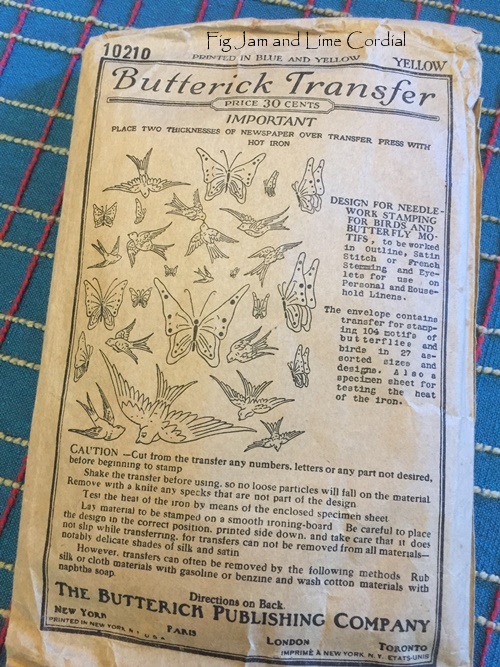 Fig Jam and Lime Cordial
10210
PRINTED IN BLUE AND YELLOW
YELLOW
Butterick Transfer
PRICE 30 CENTS
IMPORTANT
PLACE TWO THICKNESSES OF NEWSPAPER OVER TRANSFER PRESS WITH
HOT IRON
DESIGN FOR NEEDLE-
WORK STAMPING
FOR BIRDS AND
BUTTERFLY MO-
TIFS, to be worked
in Outline, Satin
Stitch or French
Stemming and Eye-
lets for use on
Personal and House-
hold Linens.
The envelope contains
transfer for stamp-
ing 104 motifs of
butterflies and
birds in 27 as-
sorted sizes and
designs. Also a
specimen sheet for
testing the heat
of the iron.
CAUTION —Cut from the transfer any numbers, letters or any part not desired,
before beginning to stamp
Shake the transfer before using, so no loose particles will fall on the material
Remove with a knife any specks that are not part of the design
Test the heat of the iron by means of the enclosed specimen sheet
Lay material to be stamped on a smooth ironing-board Be careful to place
the design in the correct position, printed side down, and take care that it does
not slip while transferring, for transfers can not be removed from all materials—
notably delicate shades of silk and satin
However, transfers can often be removed by the following methods Rub
silk or cloth materials with gasoline or benzine and wash cotton materials with
naphtha soap.
Directions on Back
THE BUTTERICK PUBLISHING COMPANY
NEW YORK PARIS LONDON TORONTO
PRINTED IN NEW YORK N.Y., U.S.A. IMPRIMÉ À NEW YORK, N.Y. ETATS-UNIS